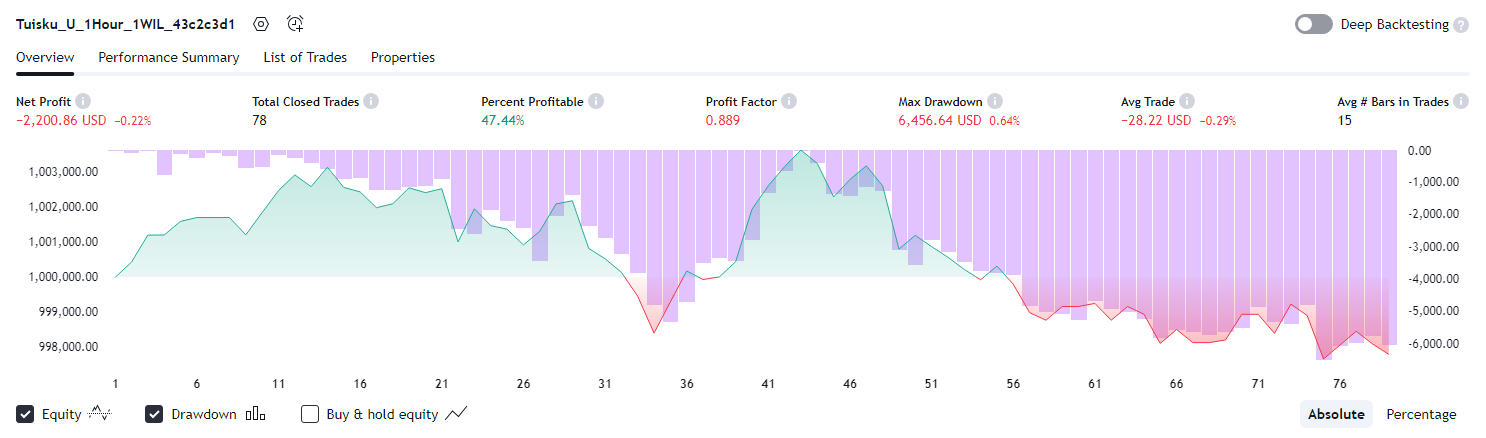 Tuisku_U_1Hour_1WIL_43c2c3d1 Deep Backtesting ?
Overview Performance Summary List of Trades Properties
Net Profit i Total Closed Trades i Percent Profitable i Profit Factor i Max Drawdown i Avg Trade i Avg # Bars in Trades i
−2,200.86 USD −0.22% 78 47.44% 0.889 6,456.64 USD 0.64% −28.22 USD −0.29% 15
0.00
1,003,000.00
−1,000.00
1,002,000.00
−2,000.00
1,001,000.00
−3,000.00
1,000,000.00
−4,000.00
999,000.00
−5,000.00
998,000.00
−6,000.00
1 6 11 16 21 26 31 36 41 46 51 56 61 66 71 76
Equity Drawdown Buy & hold equity Absolute Percentage